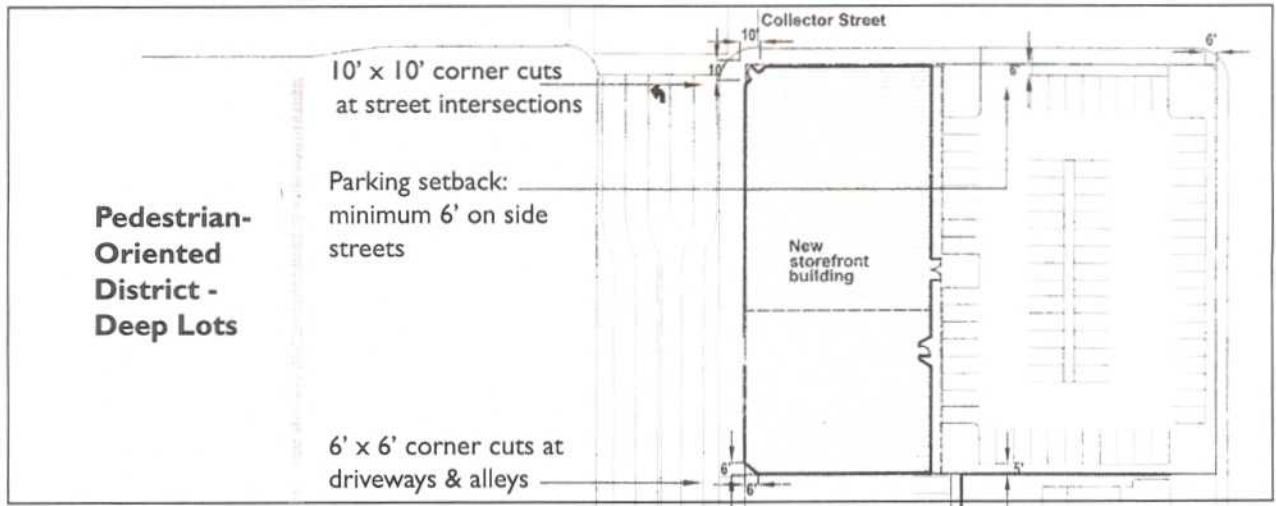 Collector Street
10'
6'
10' x 10' corner cuts
at street intersections
10'
6'
Parking setback:
minimum 6' on side
streets
Pedestrian-
Oriented
District -
Deep Lots
New
storefront
building
6' x 6' corner cuts at
driveways & alleys
6'
6'
5'